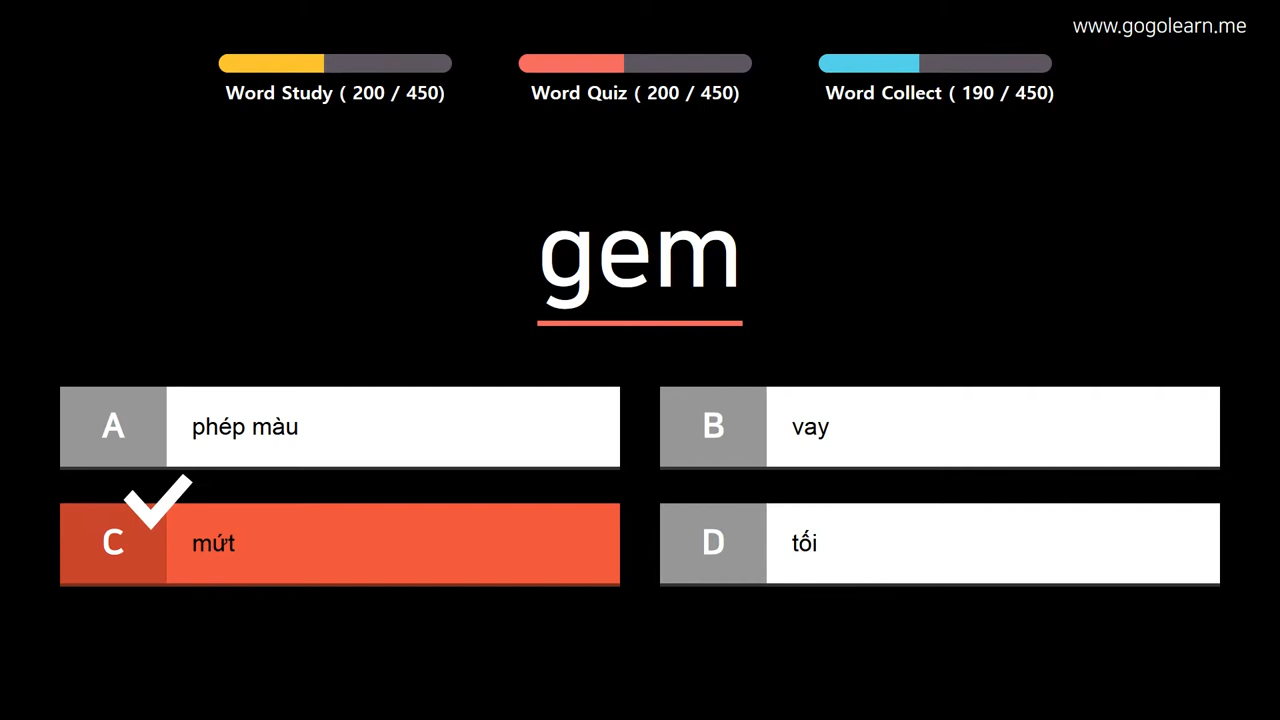 www.gogolearn.me
Word Study ( 200 / 450)
Word Quiz ( 200 / 450)
Word Collect ( 190 / 450)
gem
A phép màu
B vay
C mứt
D tối